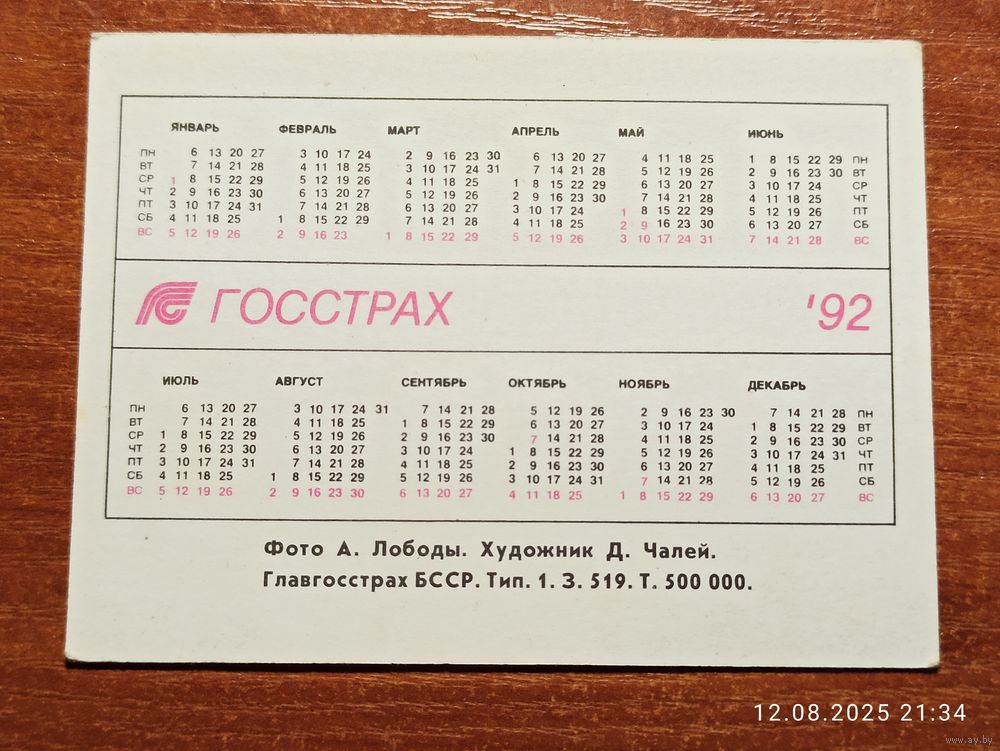 ЯНВАРЬ ФЕВРАЛЬ МАРТ АПРЕЛЬ МАЙ ИЮНЬ
ПН 6 13 20 27 3 10 17 24 2 9 16 23 30 6 13 20 27 4 11 18 25 1 8 15 22 29 ПН
ВТ 7 14 21 28 4 11 18 25 3 10 17 24 31 7 14 21 28 5 12 19 26 2 9 16 23 30 ВТ
СР 1 8 15 22 29 5 12 19 26 4 11 18 25 1 8 15 22 29 6 13 20 27 3 10 17 24 СР
ЧТ 2 9 16 23 30 6 13 20 27 5 12 19 26 2 9 16 23 30 7 14 21 28 4 11 18 25 ЧТ
ПТ 3 10 17 24 31 7 14 21 28 6 13 20 27 3 10 17 24 1 8 15 22 29 5 12 19 26 ПТ
СБ 4 11 18 25 1 8 15 22 29 7 14 21 28 4 11 18 25 2 9 16 23 30 6 13 20 27 СБ
ВС 5 12 19 26 2 9 16 23 1 8 15 22 29 5 12 19 26 3 10 17 24 31 7 14 21 28 ВС
ГОССТРАХ '92
ИЮЛЬ АВГУСТ СЕНТЯБРЬ ОКТЯБРЬ НОЯБРЬ ДЕКАБРЬ
ПН 6 13 20 27 3 10 17 24 31 7 14 21 28 5 12 19 26 2 9 16 23 30 7 14 21 28 ПН
ВТ 7 14 21 28 4 11 18 25 1 8 15 22 29 6 13 20 27 3 10 17 24 1 8 15 22 29 ВТ
СР 1 8 15 22 29 5 12 19 26 2 9 16 23 30 7 14 21 28 4 11 18 25 2 9 16 23 30 СР
ЧТ 2 9 16 23 30 6 13 20 27 3 10 17 24 1 8 15 22 29 5 12 19 26 3 10 17 24 31 ЧТ
ПТ 3 10 17 24 31 7 14 21 28 4 11 18 25 2 9 16 23 30 6 13 20 27 4 11 18 25 ПТ
СБ 4 11 18 25 1 8 15 22 29 5 12 19 26 3 10 17 24 31 7 14 21 28 5 12 19 26 СБ
ВС 5 12 19 26 2 9 16 23 30 6 13 20 27 4 11 18 25 1 8 15 22 29 6 13 20 27 ВС
Фото А. Лободы. Художник Д. Чалей.
Главгосстрах БССР. Тип. 1. З. 519. Т. 500 000.
12.08.2025 21:34
www.ay.by